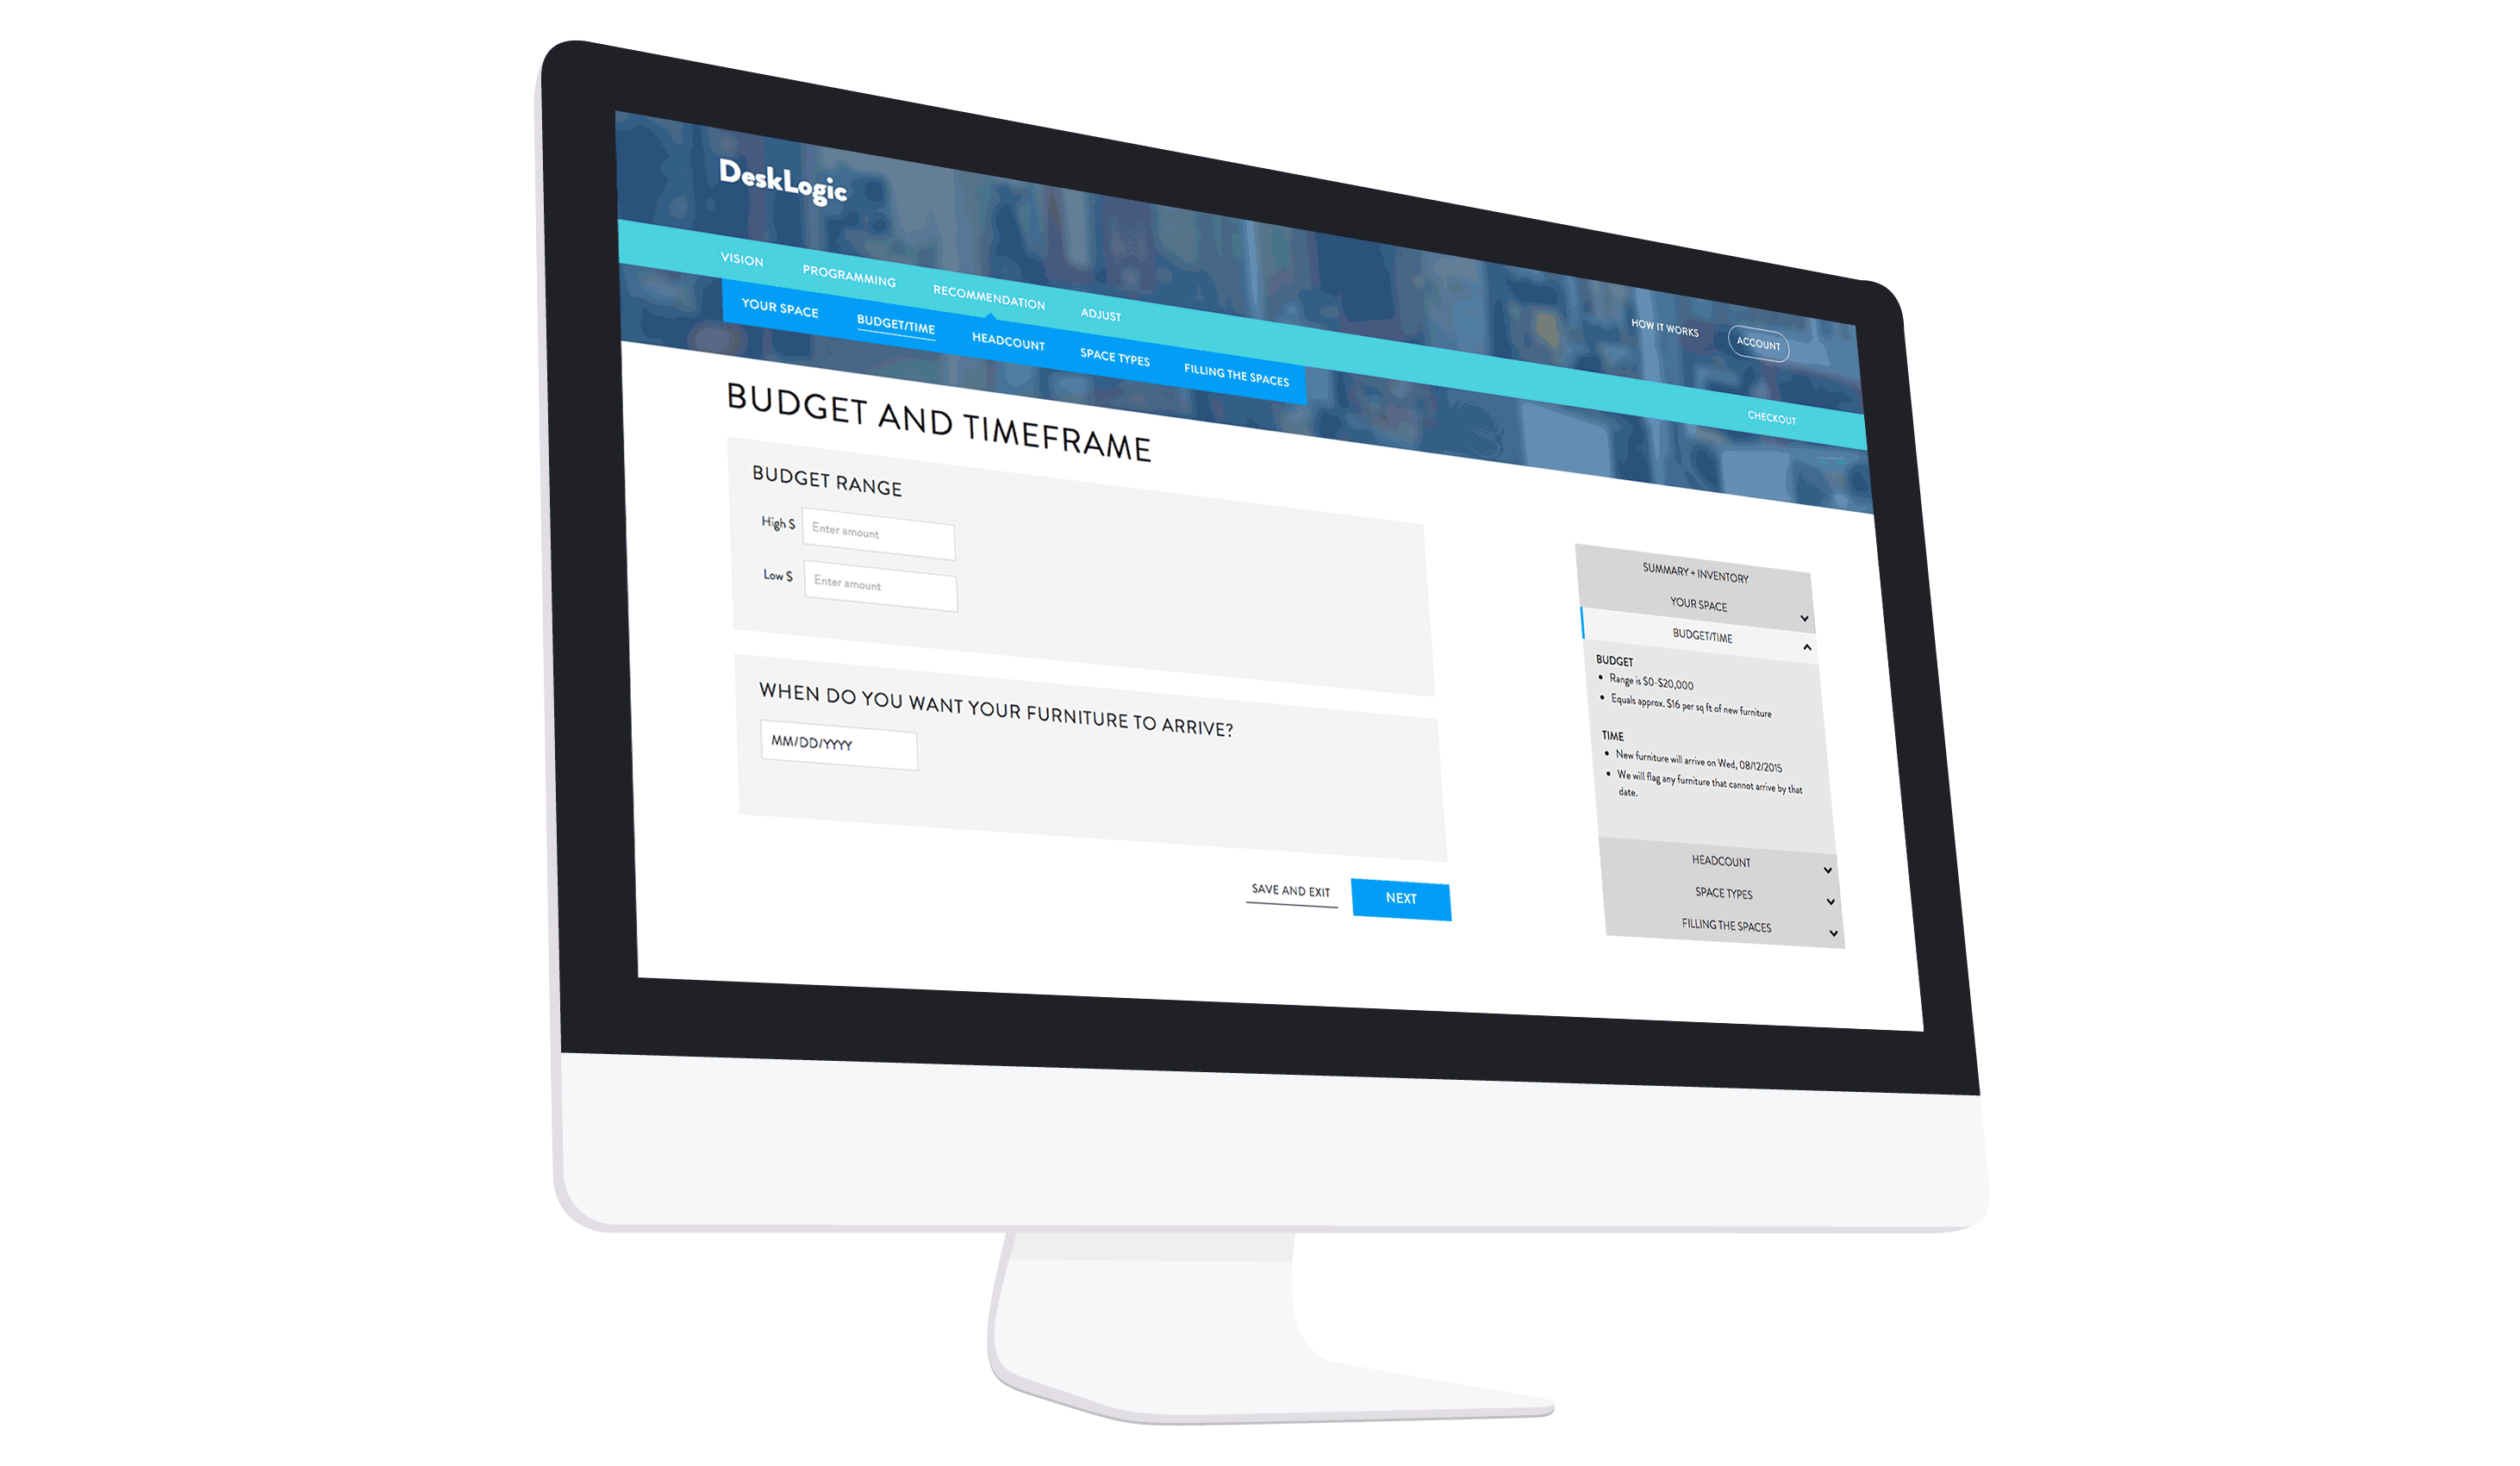 DeskLogic
HOW IT WORKS
ACCOUNT
VISION
PROGRAMMING
RECOMMENDATION
ADJUST
CHECKOUT
YOUR SPACE
BUDGET/TIME
HEADCOUNT
SPACE TYPES
FILLING THE SPACES
BUDGET AND TIMEFRAME
BUDGET RANGE
High $
Enter amount
Low $
Enter amount
WHEN DO YOU WANT YOUR FURNITURE TO ARRIVE?
MM/DD/YYYY
SAVE AND EXIT
NEXT
SUMMARY + INVENTORY
YOUR SPACE
BUDGET/TIME
BUDGET
• Range is $0-$20,000
• Equals approx. $16 per sq ft of new furniture
TIME
• New furniture will arrive on Wed, 08/12/2015
• We will flag any furniture that cannot arrive by that
date.
HEADCOUNT
SPACE TYPES
FILLING THE SPACES